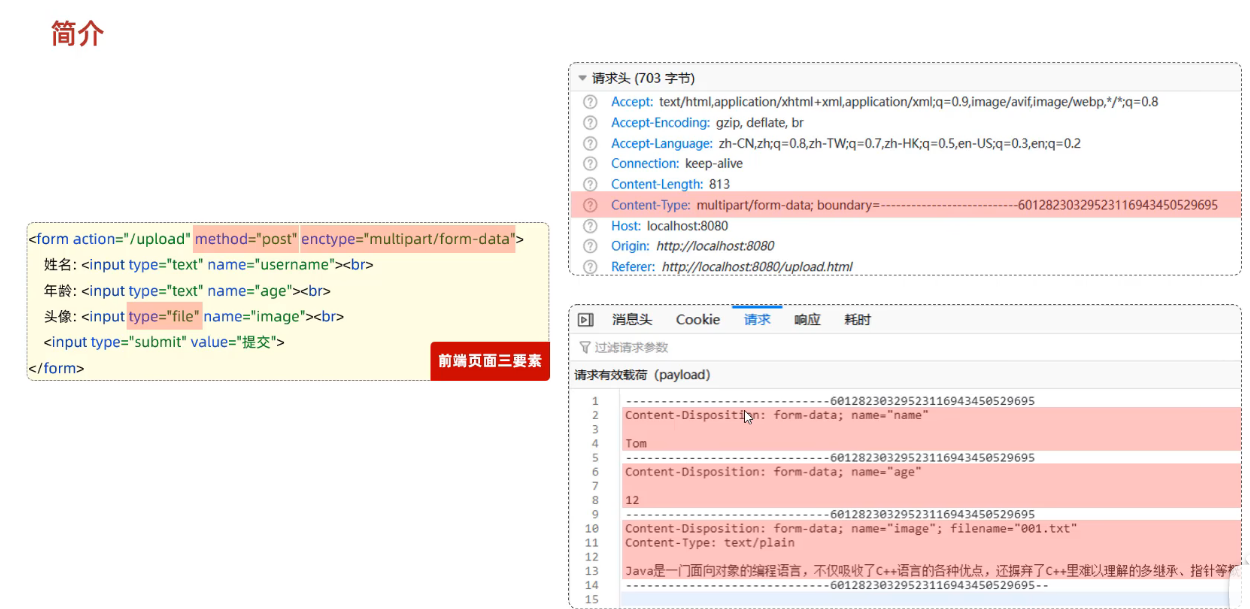 简介
<form action="/upload" method="post" enctype="multipart/form-data">
姓名: <input type="text" name="username"><br>
年龄: <input type="text" name="age"><br>
头像: <input type="file" name="image"><br>
<input type="submit" value="提交">
</form>
前端页面三要素
请求头 (703 字节)
Accept: text/html,application/xhtml+xml,application/xml;q=0.9,image/avif,image/webp,*/*;q=0.8
Accept-Encoding: gzip, deflate, br
Accept-Language: zh-CN,zh;q=0.8,zh-TW;q=0.7,zh-HK;q=0.5,en-US;q=0.3,en;q=0.2
Connection: keep-alive
Content-Length: 813
Content-Type: multipart/form-data; boundary=---------------------------60128230329523116943450529695
Host: localhost:8080
Origin: http://localhost:8080
Referer: http://localhost:8080/upload.html
消息头 Cookie 请求 响应 耗时
过滤请求参数
请求有效载荷 (payload)
1 -----------------------------60128230329523116943450529695
2 Content-Disposition: form-data; name="name"
3
4 Tom
5 -----------------------------60128230329523116943450529695
6 Content-Disposition: form-data; name="age"
7
8 12
9 -----------------------------60128230329523116943450529695
10 Content-Disposition: form-data; name="image"; filename="001.txt"
11 Content-Type: text/plain
12
13 Java是一门面向对象的编程语言，不仅吸收了C++语言的各种优点，还摒弃了C++里难以理解的多继承、指针等
14 -----------------------------60128230329523116943450529695--
15